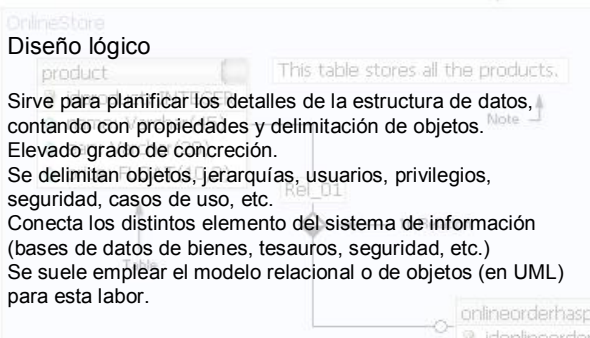 OnlineStore
Diseño lógico
product
This table stores all the products.
Sirve para planificar los detalles de la estructura de datos,
contando con propiedades y delimitación de objetos.
Note
Elevado grado de concreción.
Se delimitan objetos, jerarquías, usuarios, privilegios,
seguridad, casos de uso, etc.
Rel_01
Conecta los distintos elemento del sistema de información
(bases de datos de bienes, tesauros, seguridad, etc.)
Table
Se suele emplear el modelo relacional o de objetos (en UML)
para esta labor.
onlineorderhasp